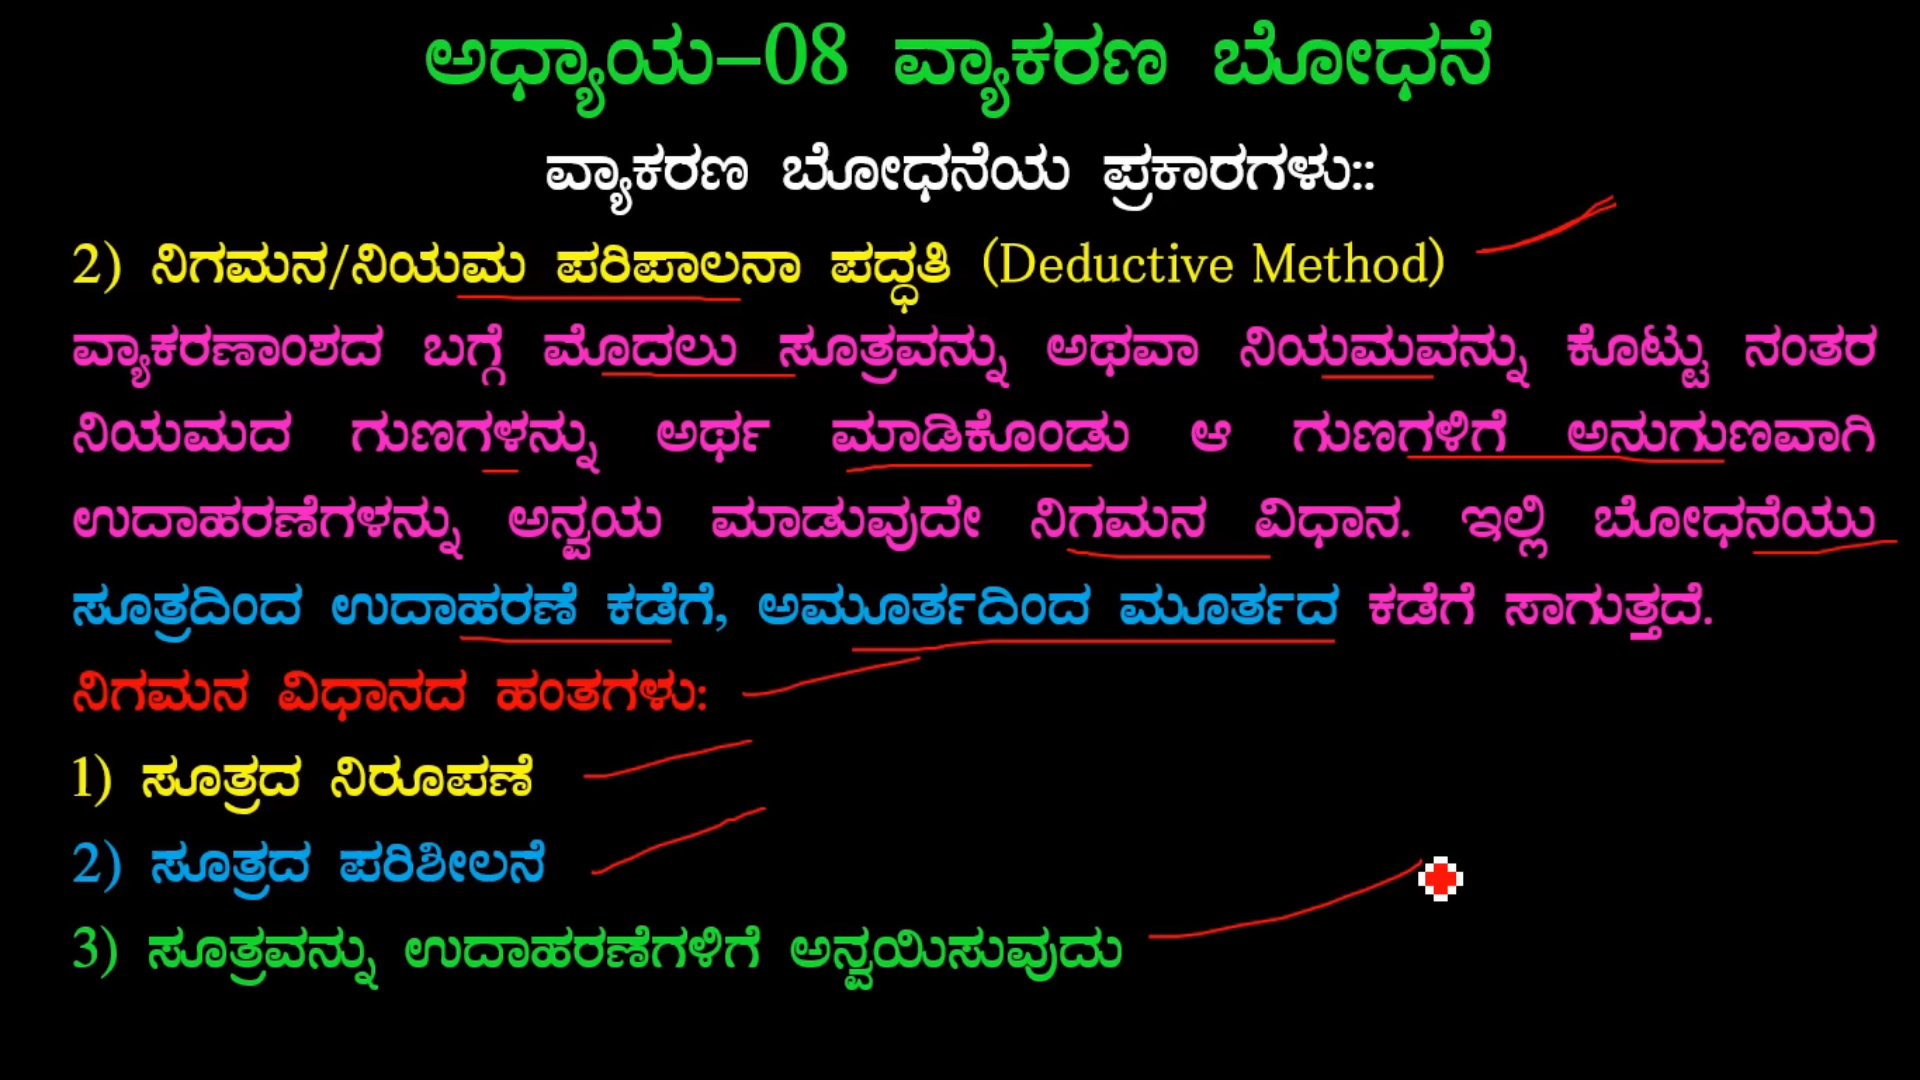 ಅಧ್ಯಾಯ–08 ವ್ಯಾಕರಣ ಬೋಧನೆ
ವ್ಯಾಕರಣ ಬೋಧನೆಯ ಪ್ರಕಾರಗಳು::
2) ನಿಗಮನ/ನಿಯಮ ಪರಿಪಾಲನಾ ಪದ್ಧತಿ (Deductive Method)
ವ್ಯಾಕರಣಾಂಶದ ಬಗ್ಗೆ ಮೊದಲು ಸೂತ್ರವನ್ನು ಅಥವಾ ನಿಯಮವನ್ನು ಕೊಟ್ಟು ನಂತರ
ನಿಯಮದ ಗುಣಗಳನ್ನು ಅರ್ಥ ಮಾಡಿಕೊಂಡು ಆ ಗುಣಗಳಿಗೆ ಅನುಗುಣವಾಗಿ
ಉದಾಹರಣೆಗಳನ್ನು ಅನ್ವಯ ಮಾಡುವುದೇ ನಿಗಮನ ವಿಧಾನ. ಇಲ್ಲಿ ಬೋಧನೆಯು
ಸೂತ್ರದಿಂದ ಉದಾಹರಣೆ ಕಡೆಗೆ, ಅಮೂರ್ತದಿಂದ ಮೂರ್ತದ ಕಡೆಗೆ ಸಾಗುತ್ತದೆ.
ನಿಗಮನ ವಿಧಾನದ ಹಂತಗಳು:
1) ಸೂತ್ರದ ನಿರೂಪಣೆ
2) ಸೂತ್ರದ ಪರಿಶೀಲನೆ
3) ಸೂತ್ರವನ್ನು ಉದಾಹರಣೆಗಳಿಗೆ ಅನ್ವಯಿಸುವುದು